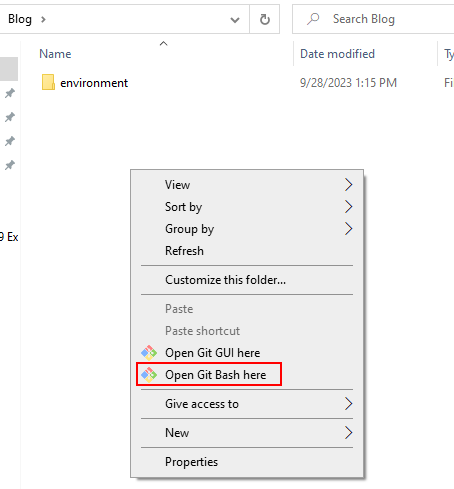 Blog
Search Blog
Name
Date modified
Ty
environment
9/28/2023 1:15 PM
Fi
View
Sort by
Group by
Refresh
9 Ex
Customize this folder...
Paste
Paste shortcut
Open Git GUI here
Open Git Bash here
Give access to
New
Properties